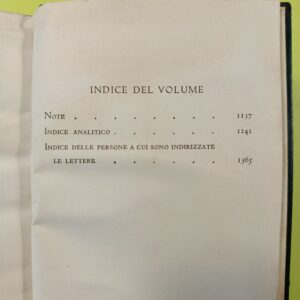 INDICE DEL VOLUME
NOTE . . . . . . . 1137
INDICE ANALITICO . . . . . . 1241
INDICE DELLE PERSONE A CUI SONO INDIRIZZATE
LE LETTERE . . . . . 1365